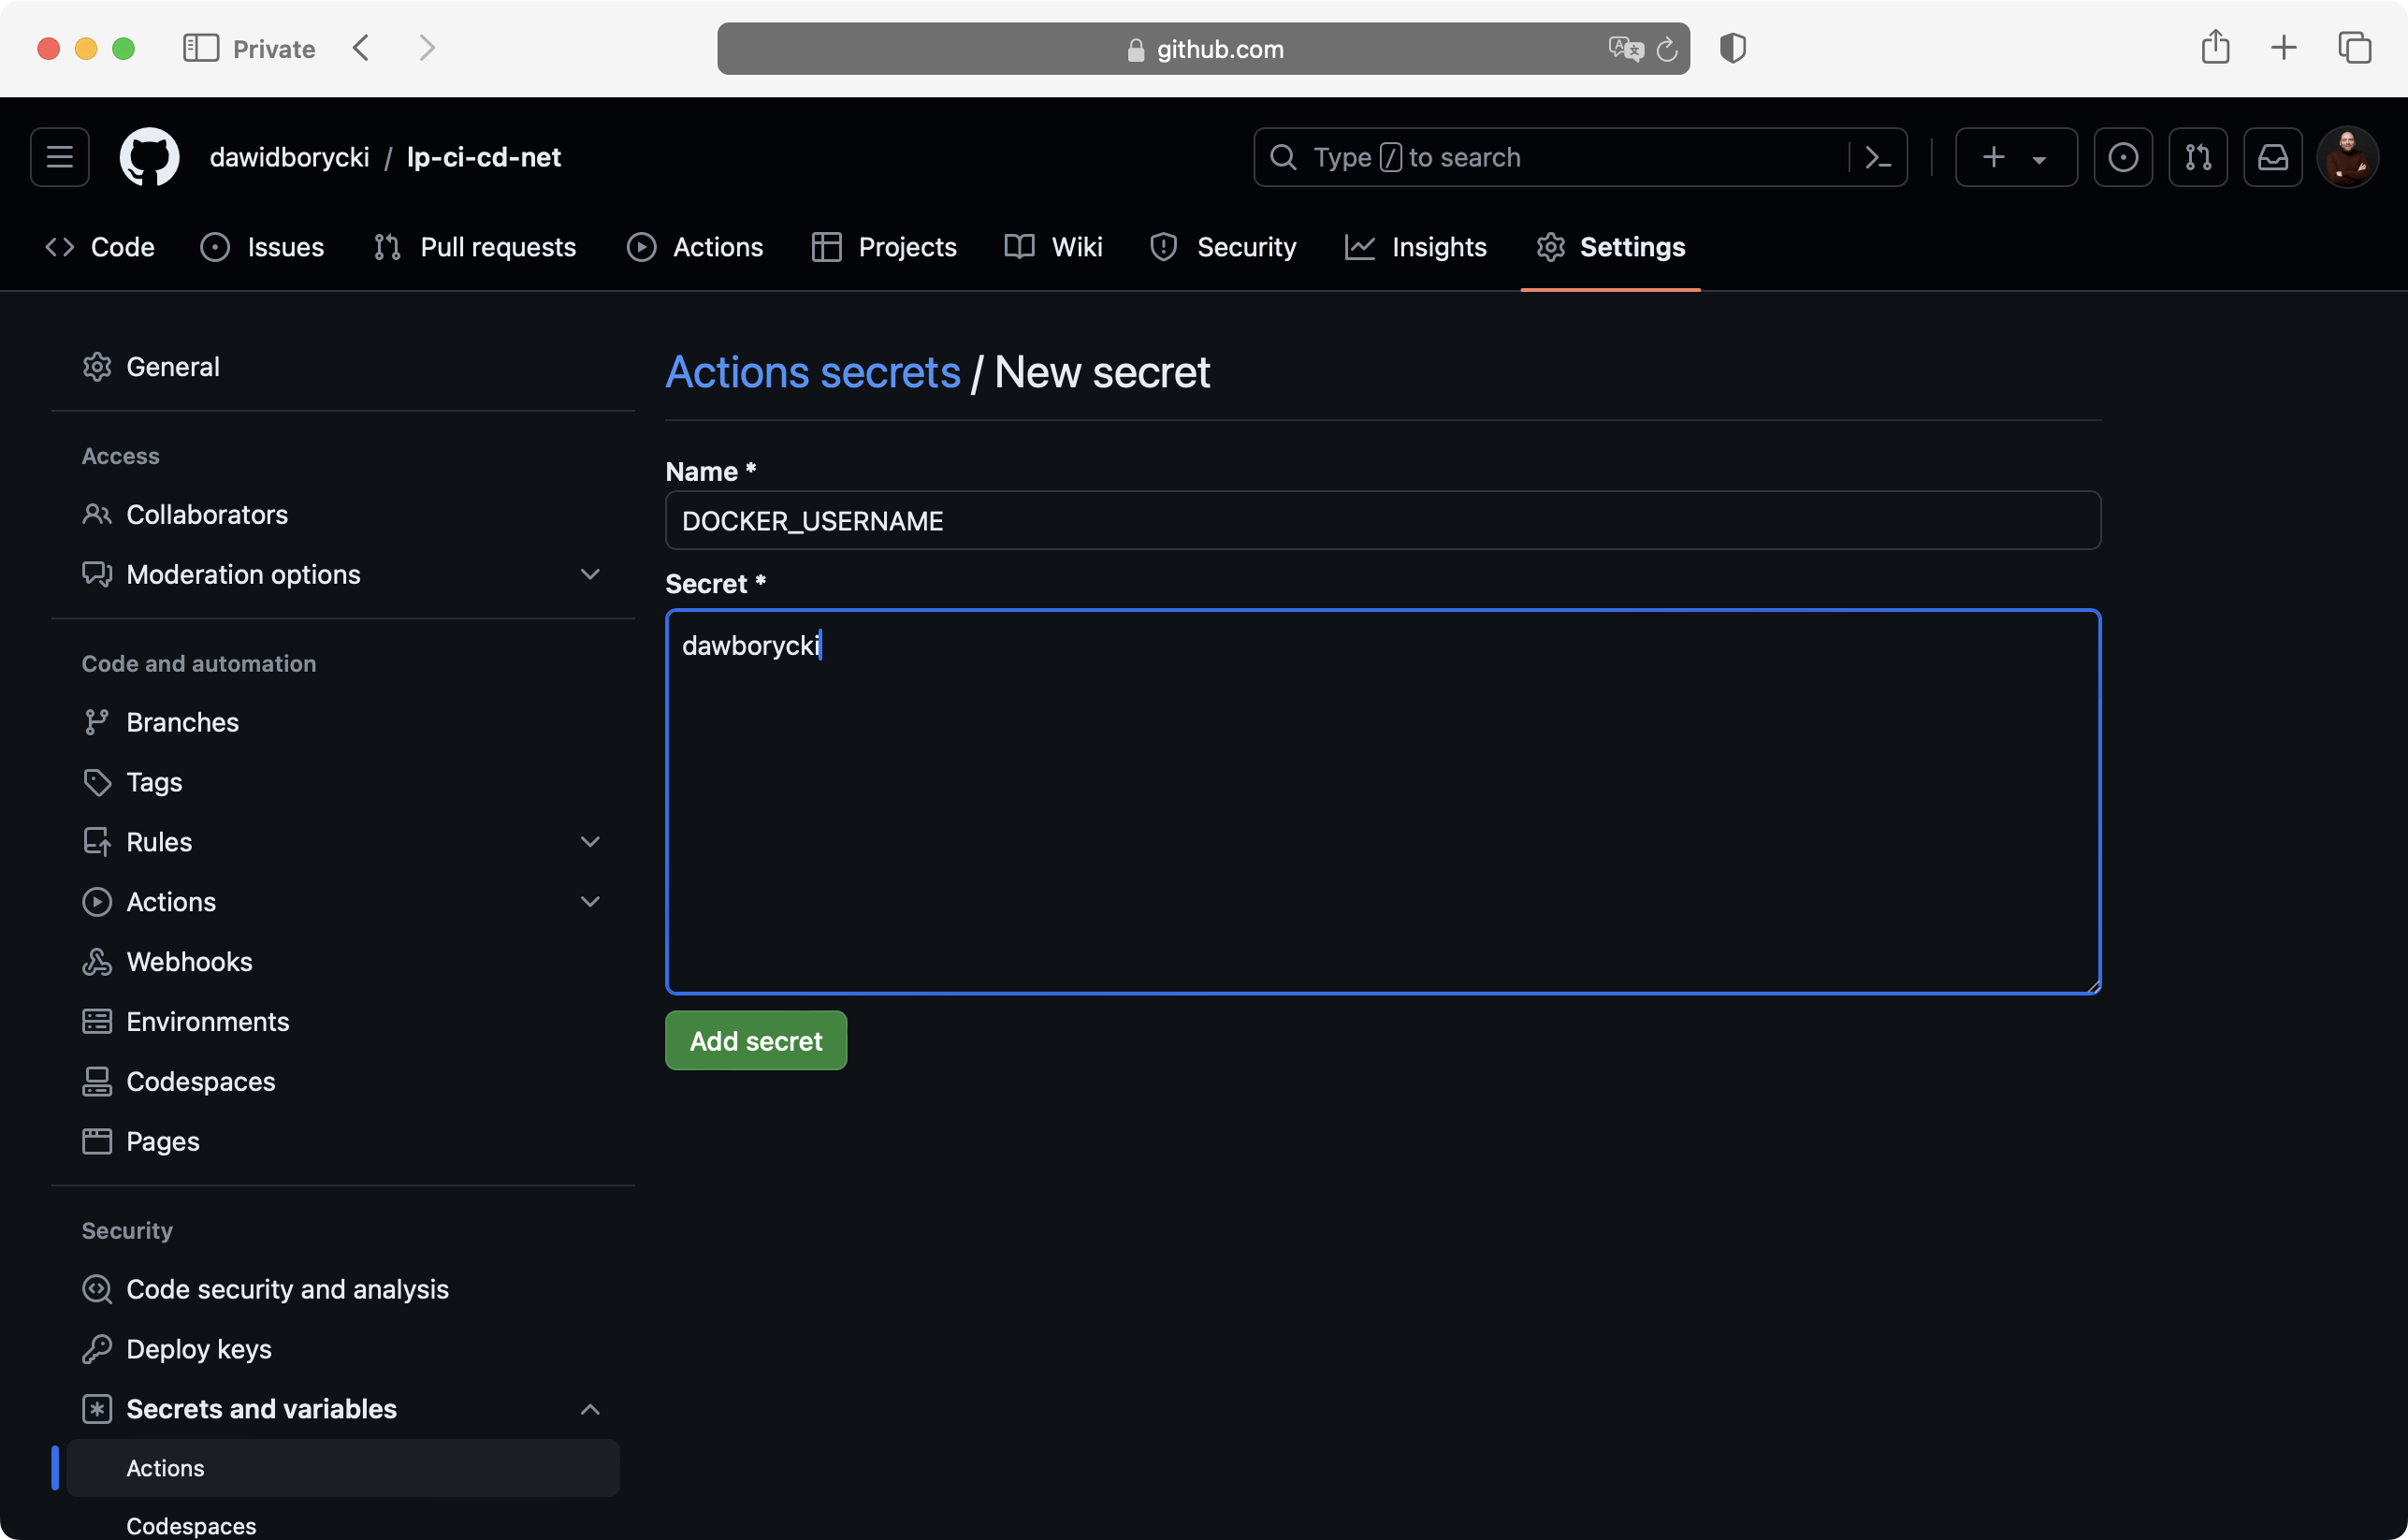 Private
github.com
dawidborycki / lp-ci-cd-net
Type / to search
Code Issues Pull requests Actions Projects Wiki Security Insights Settings
General
Access
Collaborators
Moderation options
Code and automation
Branches
Tags
Rules
Actions
Webhooks
Environments
Codespaces
Pages
Security
Code security and analysis
Deploy keys
Secrets and variables
Actions
Codespaces
Actions secrets / New secret
Name *
DOCKER_USERNAME
Secret *
dawborycki
Add secret